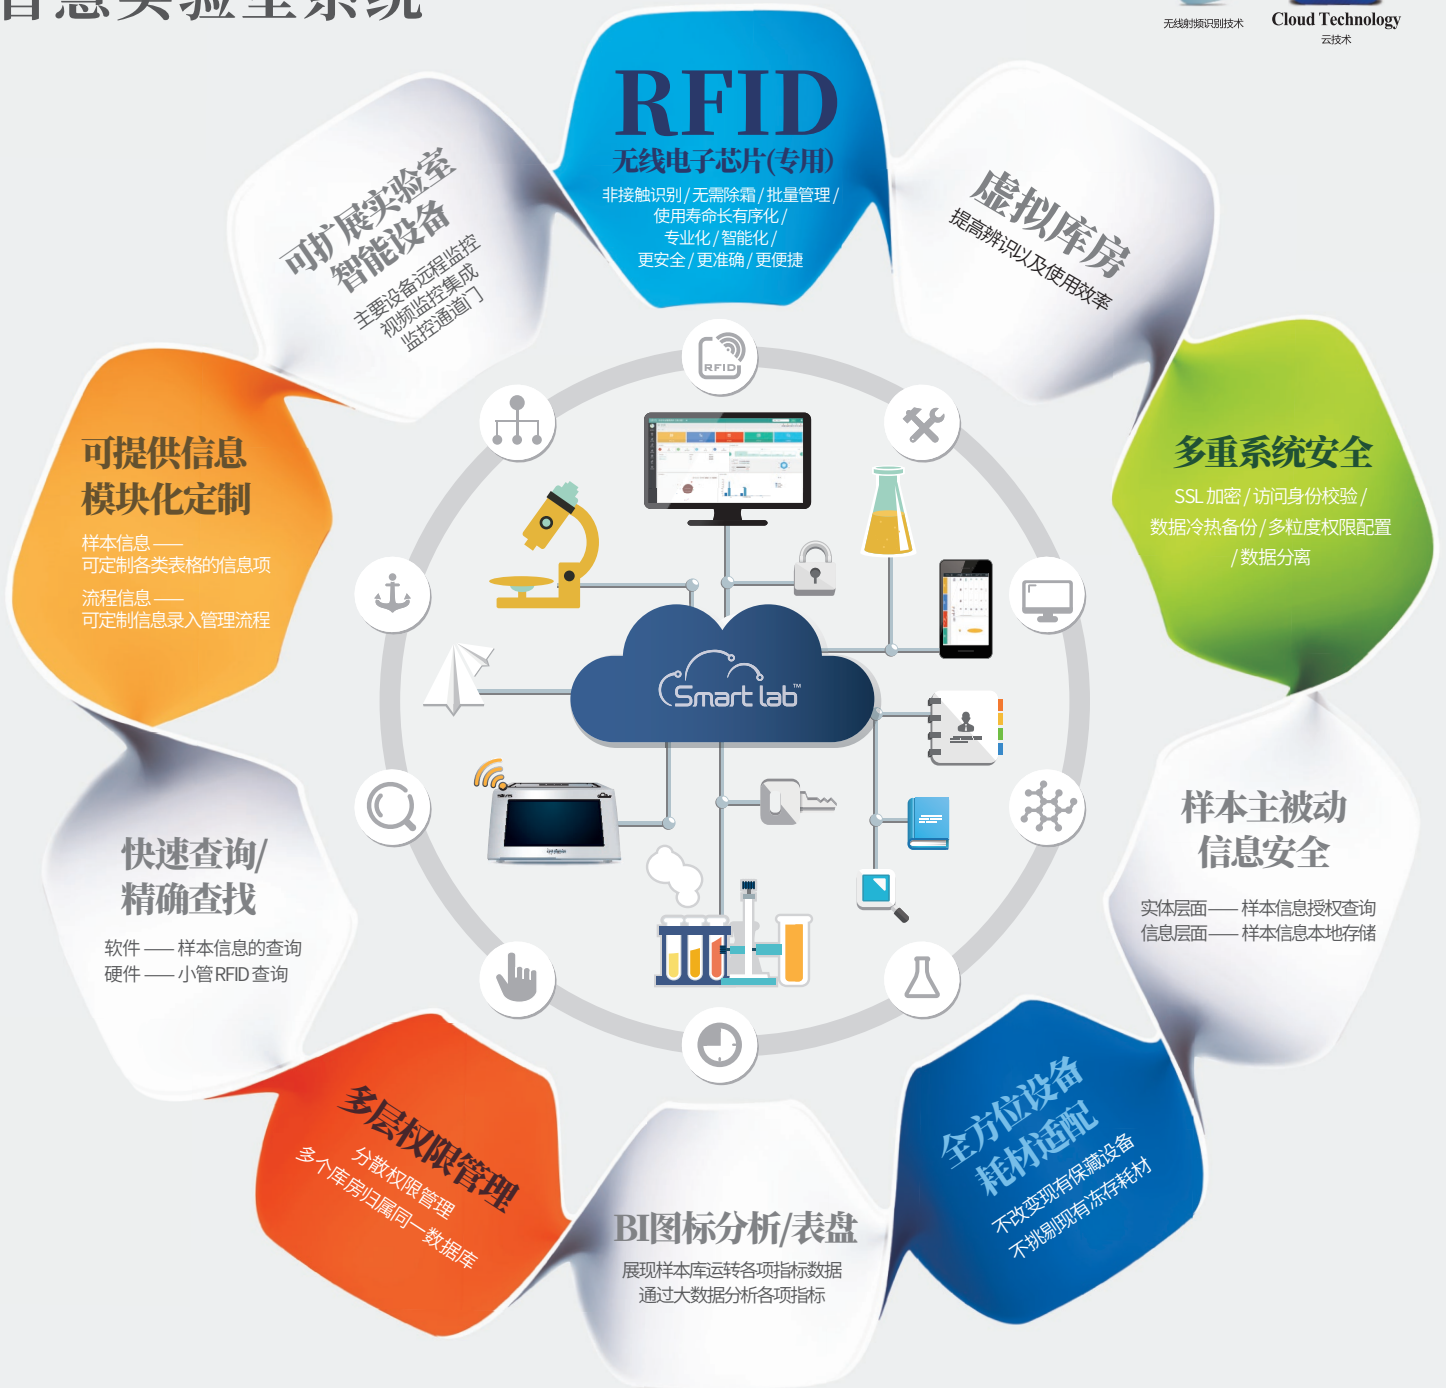 智慧实验室系统
无线射频识别技术
Cloud Technology
云技术
RFID
无线电子芯片(专用)
非接触识别 / 无需除霜 / 批量管理 /
使用寿命长有序化 /
专业化 / 智能化 /
更安全 / 更准确 / 更便捷
虚拟库房
提高辨识以及使用效率
多重系统安全
SSL 加密 / 访问身份校验 /
数据冷热备份 / 多粒度权限配置
/ 数据分离
样本主被动
信息安全
实体层面 —— 样本信息授权查询
信息层面 —— 样本信息本地存储
全方位设备
耗材适配
不改变现有保藏设备
不挑剔现有冻存耗材
BI图标分析/表盘
展现样本库运转各项指标数据
通过大数据分析各项指标
多层权限管理
分散权限管理
多个库房归属同一数据库
快速查询/
精确查找
软件 —— 样本信息的查询
硬件 —— 小管 RFID 查询
可提供信息
模块化定制
样本信息 ——
可定制各类表格的信息项
流程信息 ——
可定制信息录入管理流程
可扩展实验室
智能设备
主要设备远程监控
视频监控集成
监控通道门
RFID
Smart lab™